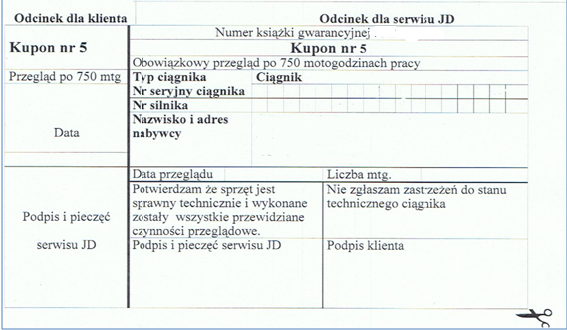 Odcinek dla klienta
Kupon nr 5
Przegląd po 750 mtg
Data
Podpis i pieczęć
serwisu JD
Odcinek dla serwisu JD
Numer książki gwarancyjnej
Kupon nr 5
Obowiązkowy przegląd po 750 motogodzinach pracy
Typ ciągnika Ciągnik
Nr seryjny ciągnika
Nr silnika
Nazwisko i adres
nabywcy
Data przeglądu
Potwierdzam że sprzęt jest
sprawny technicznie i wykonane
zostały wszystkie przewidziane
czynności przeglądowe.
Podpis i pieczęć serwisu JD
Liczba mtg.
Nie zgłaszam zastrzeżeń do stanu
technicznego ciągnika
Podpis klienta